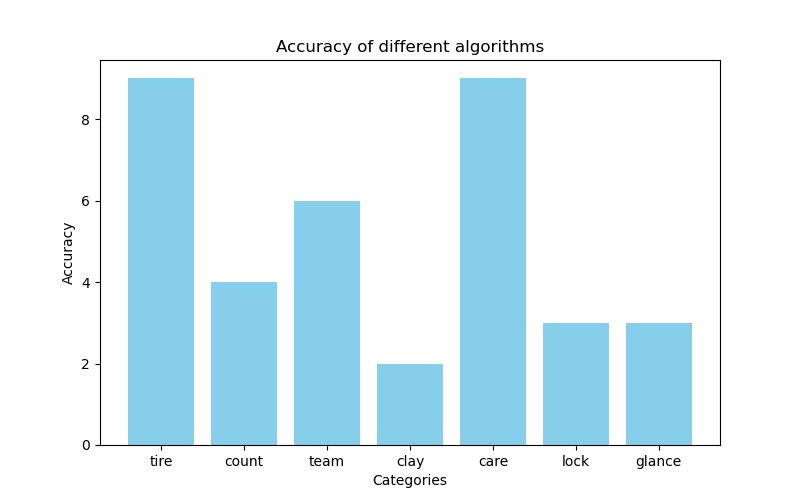 Accuracy of different algorithms
Accuracy
8
6
4
2
0
tire count team clay care lock glance
Categories